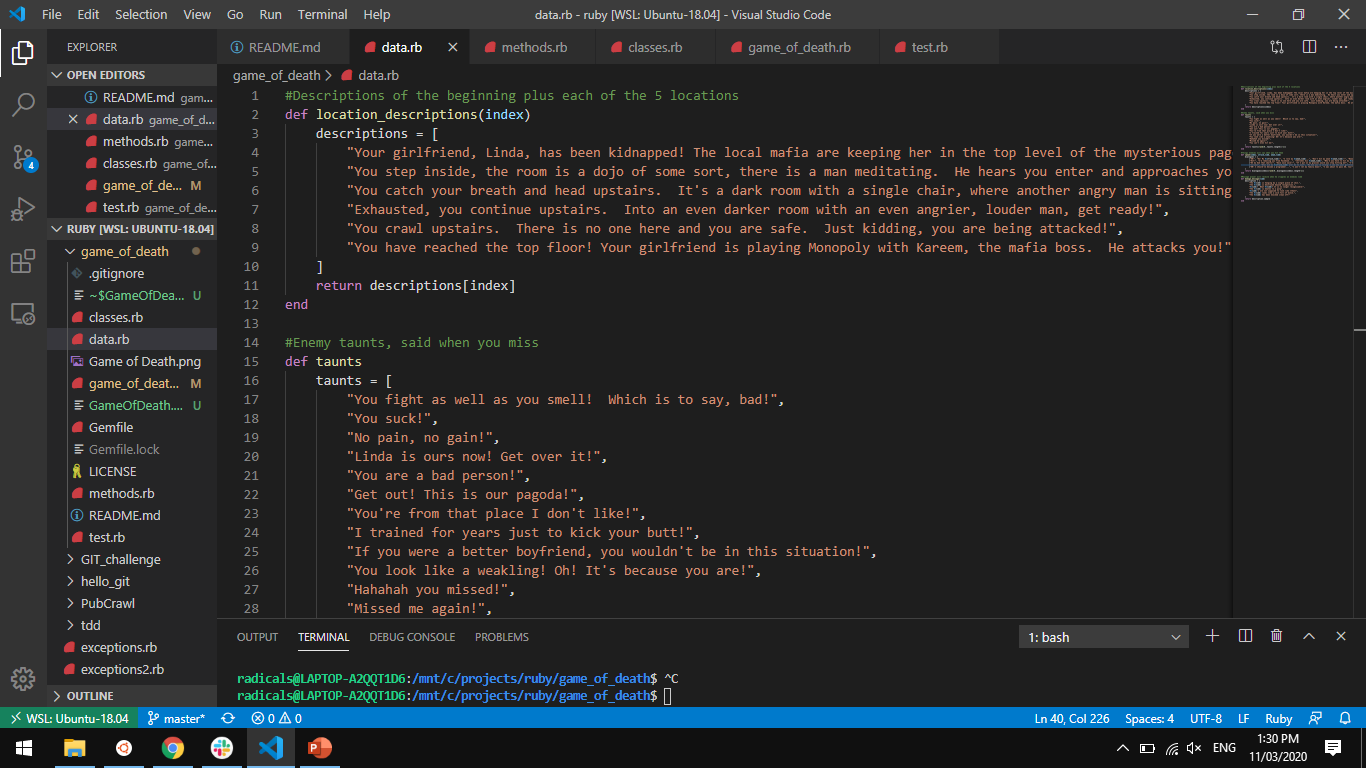 File Edit Selection View Go Run Terminal Help data.rb - ruby [WSL: Ubuntu-18.04] - Visual Studio Code
EXPLORER
OPEN EDITORS
README.md gam...
data.rb game_of_d...
methods.rb game...
classes.rb game_of...
game_of_de... M
test.rb game_of_de...
RUBY [WSL: UBUNTU-18.04]
game_of_death
.gitignore
~$GameOfDea... U
classes.rb
data.rb
Game of Death.png
game_of_deat... M
GameOfDeath.... U
Gemfile
Gemfile.lock
LICENSE
methods.rb
README.md
test.rb
GIT_challenge
hello_git
PubCrawl
tdd
exceptions.rb
exceptions2.rb
OUTLINE
4
README.md data.rb methods.rb classes.rb game_of_death.rb test.rb
game_of_death > data.rb
1 #Descriptions of the beginning plus each of the 5 locations
2 def location_descriptions(index)
3 descriptions = [
4 "Your girlfriend, Linda, has been kidnapped! The local mafia are keeping her in the top level of the mysterious pag
5 "You step inside, the room is a dojo of some sort, there is a man meditating.  He hears you enter and approaches yo
6 "You catch your breath and head upstairs.  It's a dark room with a single chair, where another angry man is sitting
7 "Exhausted, you continue upstairs.  Into an even darker room with an even angrier, louder man, get ready!",
8 "You crawl upstairs.  There is no one here and you are safe.  Just kidding, you are being attacked!",
9 "You have reached the top floor! Your girlfriend is playing Monopoly with Kareem, the mafia boss.  He attacks you!"
10 ]
11 return descriptions[index]
12 end
13
14 #Enemy taunts, said when you miss
15 def taunts
16 taunts = [
17 "You fight as well as you smell!  Which is to say, bad!",
18 "You suck!",
19 "No pain, no gain!",
20 "Linda is ours now! Get over it!",
21 "You are a bad person!",
22 "Get out! This is our pagoda!",
23 "You're from that place I don't like!",
24 "I trained for years just to kick your butt!",
25 "If you were a better boyfriend, you wouldn't be in this situation!",
26 "You look like a weakling! Oh! It's because you are!",
27 "Hahahah you missed!",
28 "Missed me again!",
OUTPUT TERMINAL DEBUG CONSOLE PROBLEMS 1: bash
radicals@LAPTOP-A2QQT1D6:/mnt/c/projects/ruby/game_of_death$ ^C
radicals@LAPTOP-A2QQT1D6:/mnt/c/projects/ruby/game_of_death$
WSL: Ubuntu-18.04 master* 0 0 Ln 40, Col 226 Spaces: 4 UTF-8 LF Ruby
ENG
1:30 PM
11/03/2020